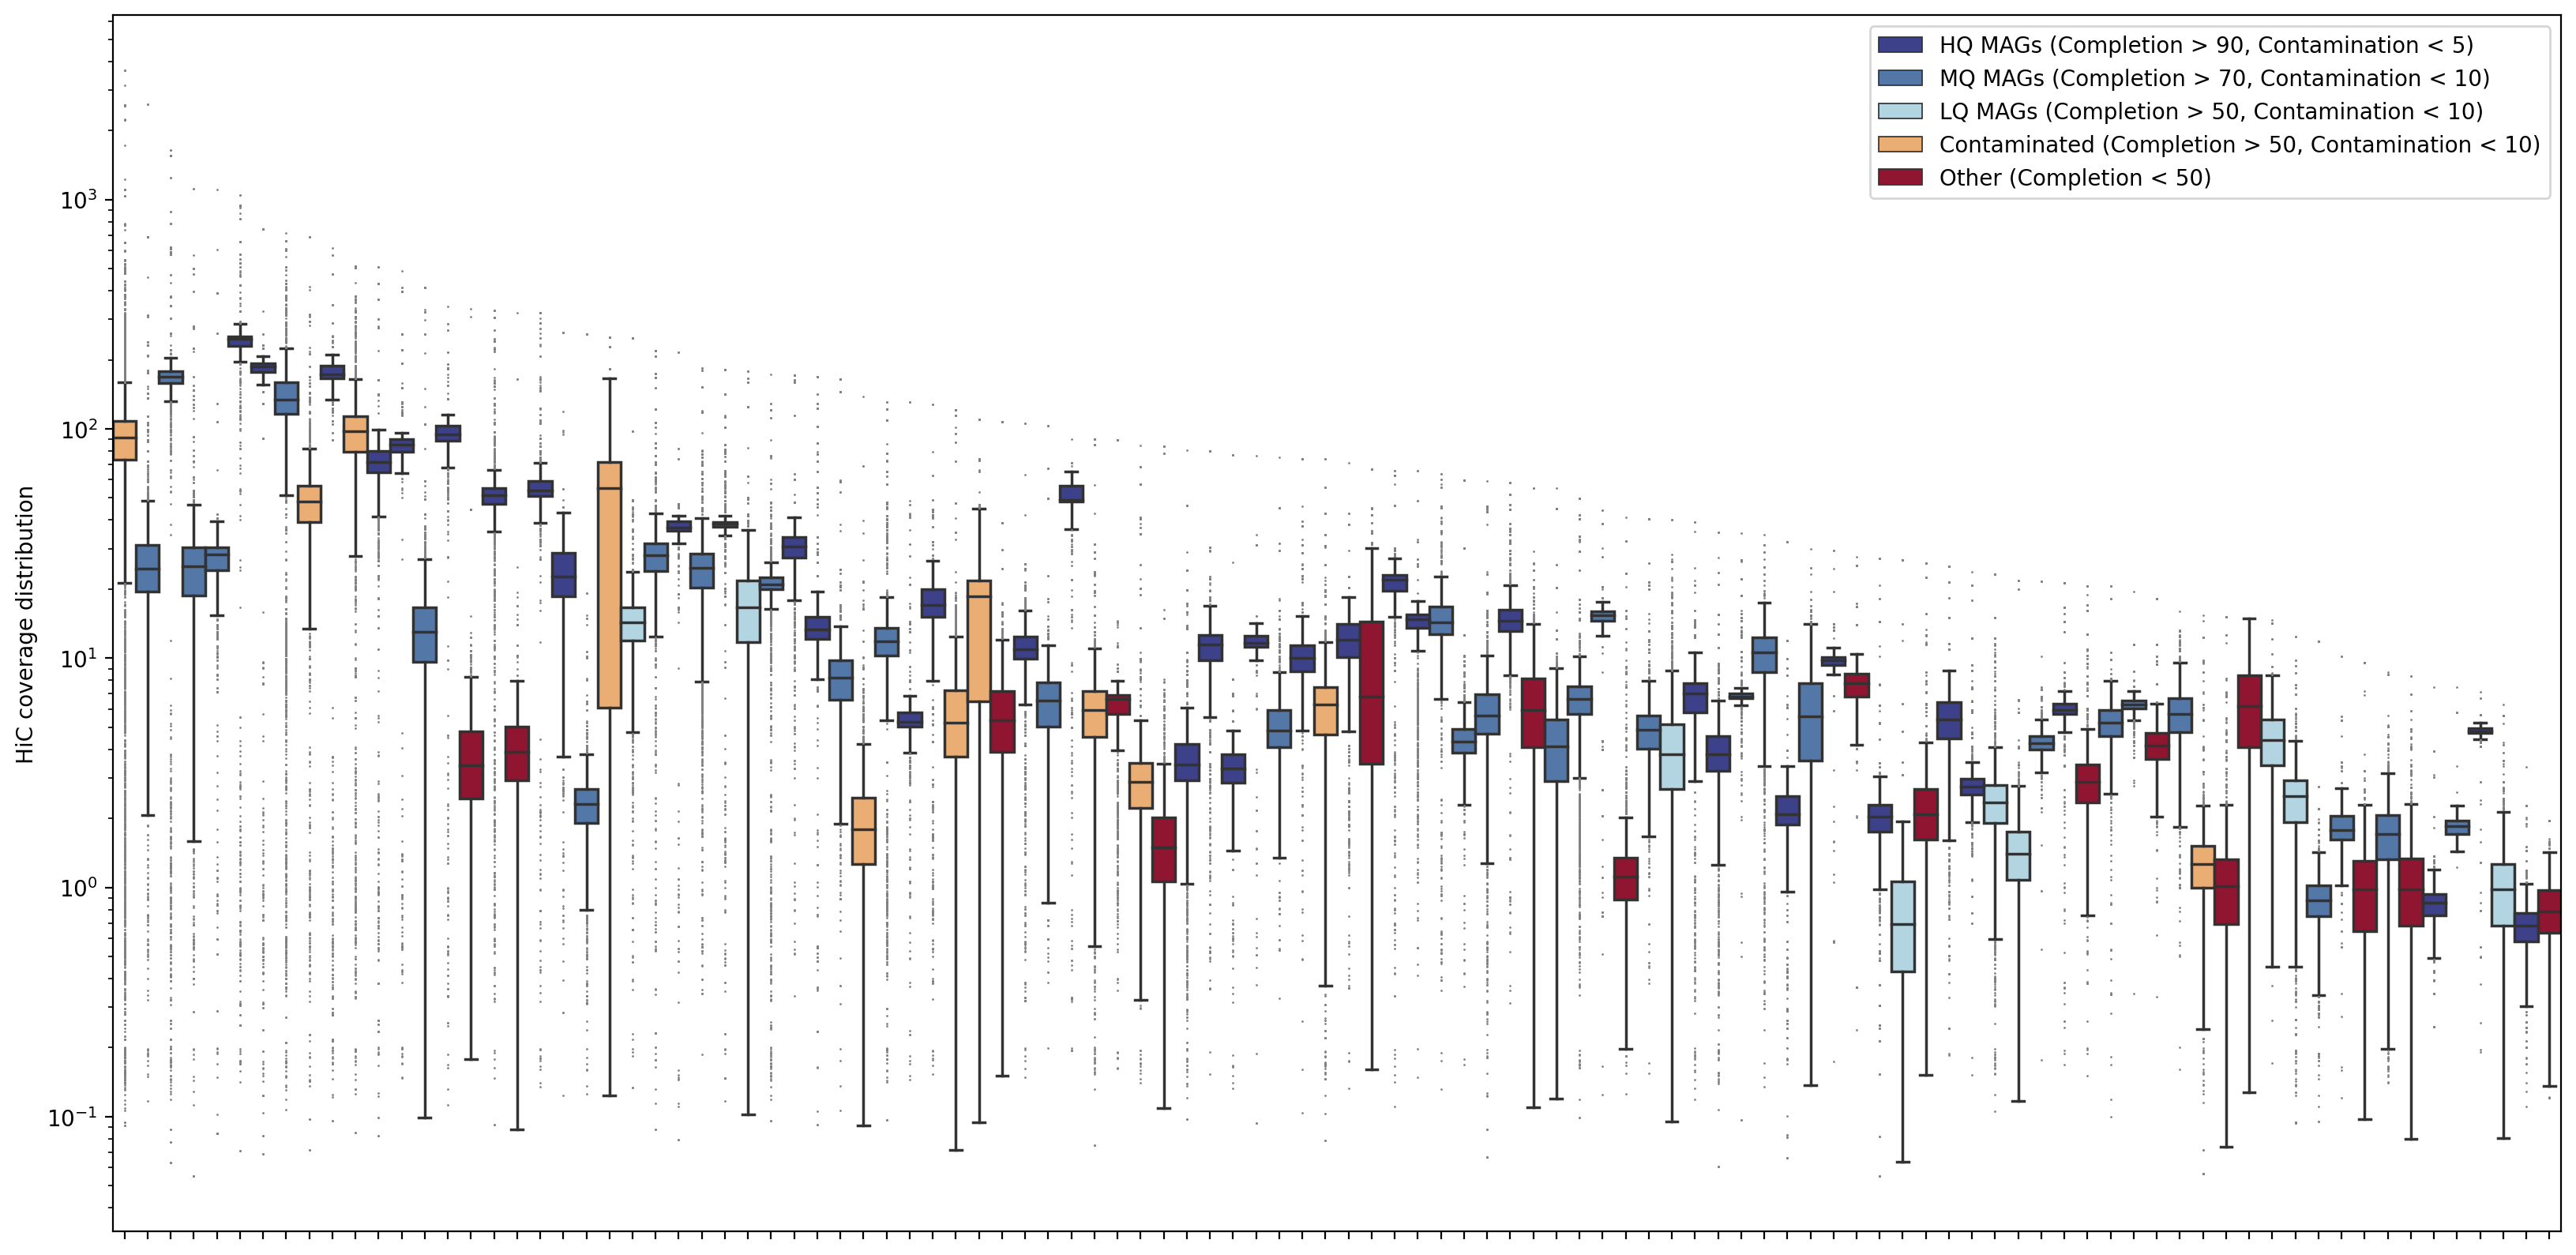 HiC coverage distribution
10³
10²
10¹
10⁰
10⁻¹
HQ MAGs (Completion > 90, Contamination < 5)
MQ MAGs (Completion > 70, Contamination < 10)
LQ MAGs (Completion > 50, Contamination < 10)
Contaminated (Completion > 50, Contamination < 10)
Other (Completion < 50)